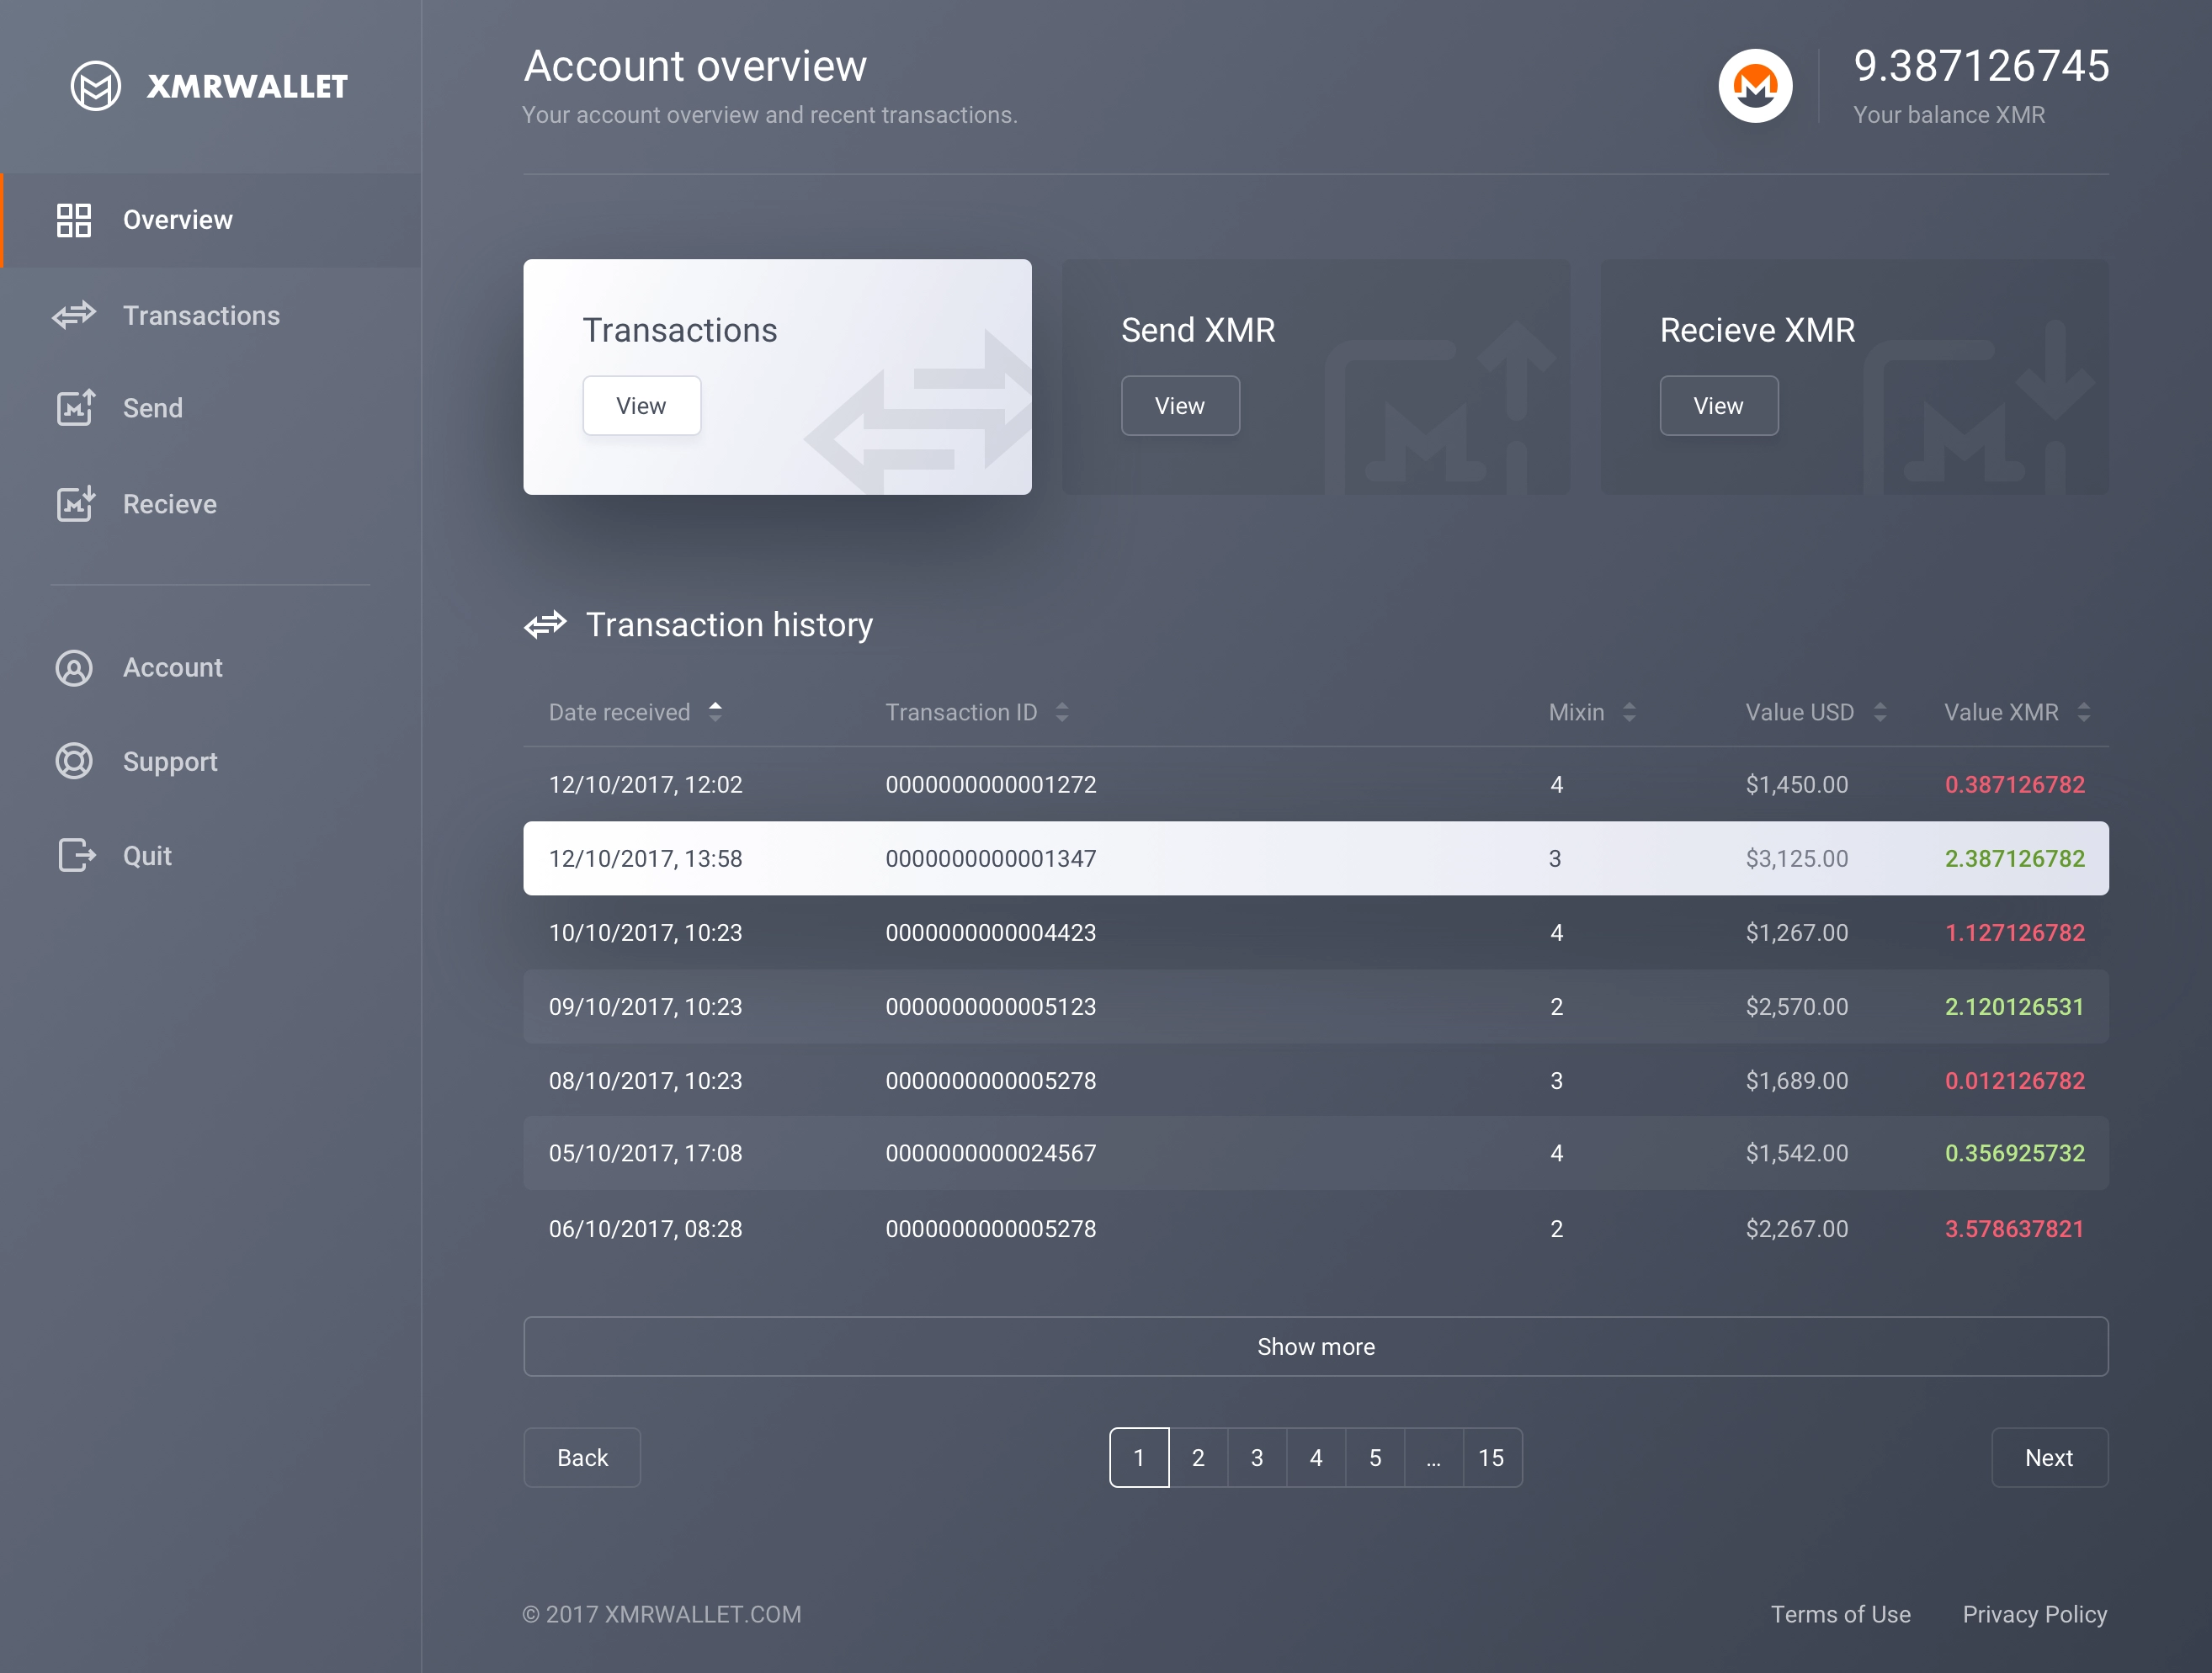 XMRWALLET
Overview
Transactions
Send
Recieve
Account
Support
Quit
Account overview
Your account overview and recent transactions.
9.387126745
Your balance XMR
Transactions
View
Send XMR
View
Recieve XMR
View
Transaction history
Date received Transaction ID Mixin Value USD Value XMR
12/10/2017, 12:02 0000000000001272 4 $1,450.00 0.387126782
12/10/2017, 13:58 0000000000001347 3 $3,125.00 2.387126782
10/10/2017, 10:23 0000000000004423 4 $1,267.00 1.127126782
09/10/2017, 10:23 0000000000005123 2 $2,570.00 2.120126531
08/10/2017, 10:23 0000000000005278 3 $1,689.00 0.012126782
05/10/2017, 17:08 0000000000024567 4 $1,542.00 0.356925732
06/10/2017, 08:28 0000000000005278 2 $2,267.00 3.578637821
Show more
Back 1 2 3 4 5 ... 15 Next
© 2017 XMRWALLET.COM Terms of Use Privacy Policy